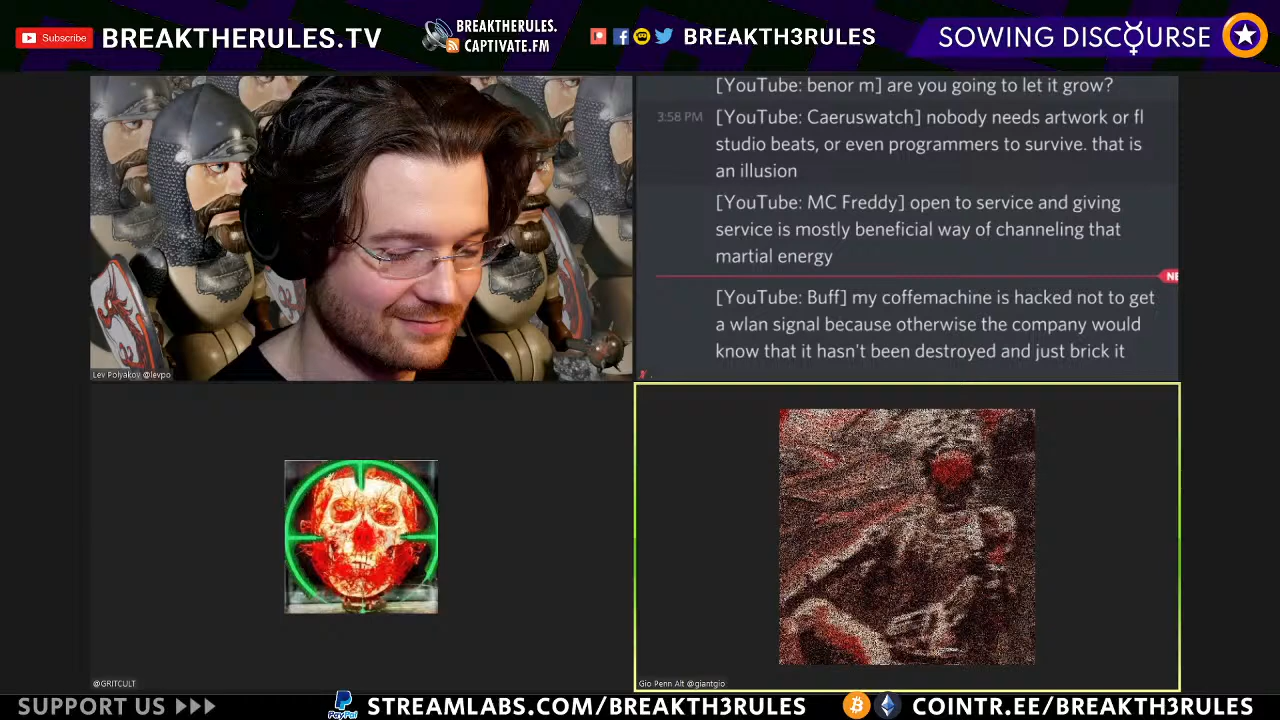 Subscribe
BREAKTHERULES.TV
BREAKTHERULES.
CAPTIVATE.FM
BREAKTH3RULES
SOWING DISCOURSE
[YouTube: benor m] are you going to let it grow?
3:58 PM [YouTube: Caeruswatch] nobody needs artwork or fl
studio beats, or even programmers to survive. that is
an illusion
[YouTube: MC Freddy] open to service and giving
service is mostly beneficial way of channeling that
martial energy
NE
[YouTube: Buff] my coffemachine is hacked not to get
a wlan signal because otherwise the company would
know that it hasn't been destroyed and just brick it
Lev Polyakov @levpo
@GRITCULT
Gio Penn Alt @giantgio
SUPPORT US >>>
PayPal
STREAMLABS.COM/BREAKTH3RULES
COINTR.EE/BREAKTH3RULES